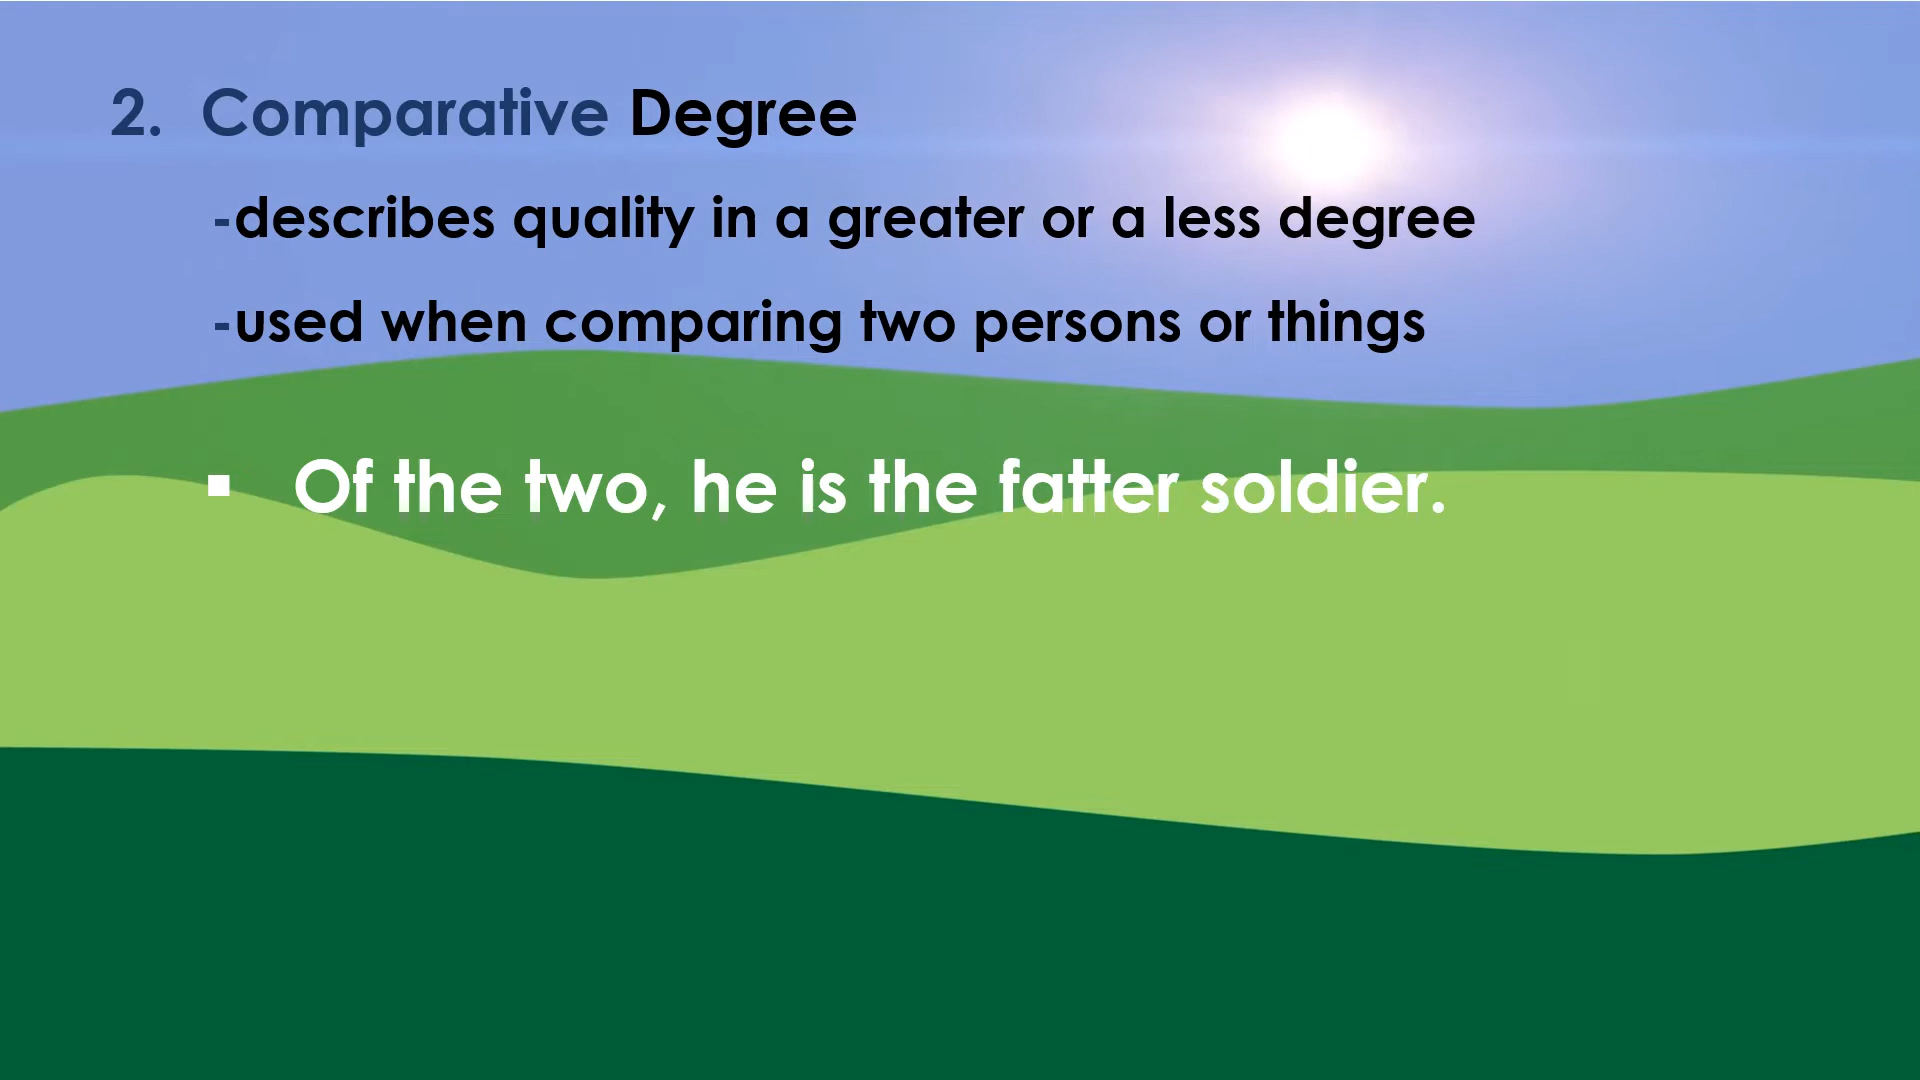 2. Comparative Degree
-describes quality in a greater or a less degree
-used when comparing two persons or things
▪ Of the two, he is the fatter soldier.